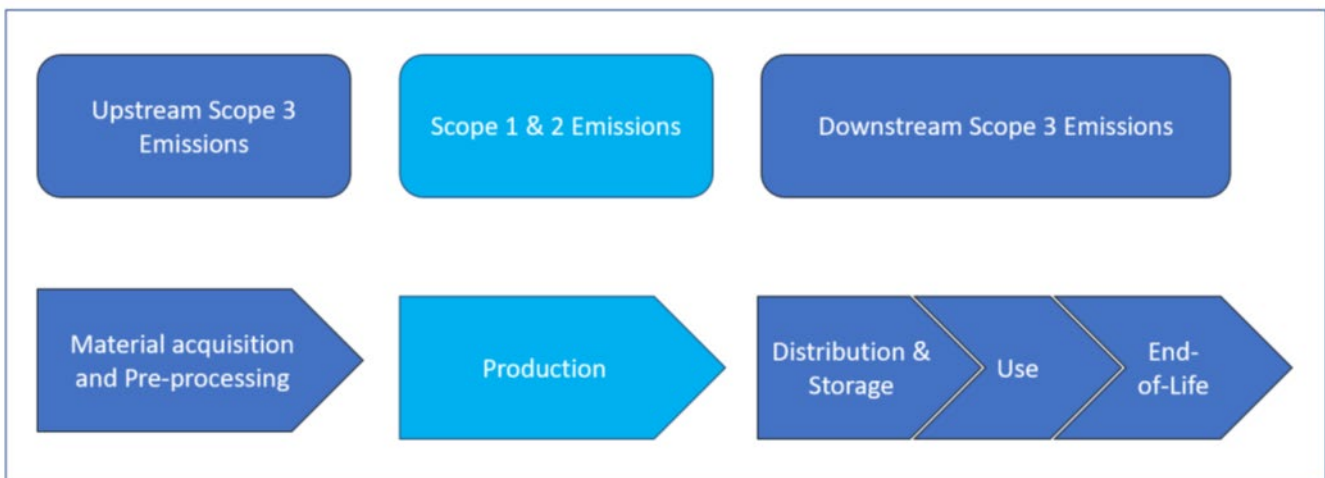 Upstream Scope 3
Emissions
Scope 1 & 2 Emissions
Downstream Scope 3 Emissions
Material acquisition
and Pre-processing
Production
Distribution &
Storage
Use
End-
of-Life